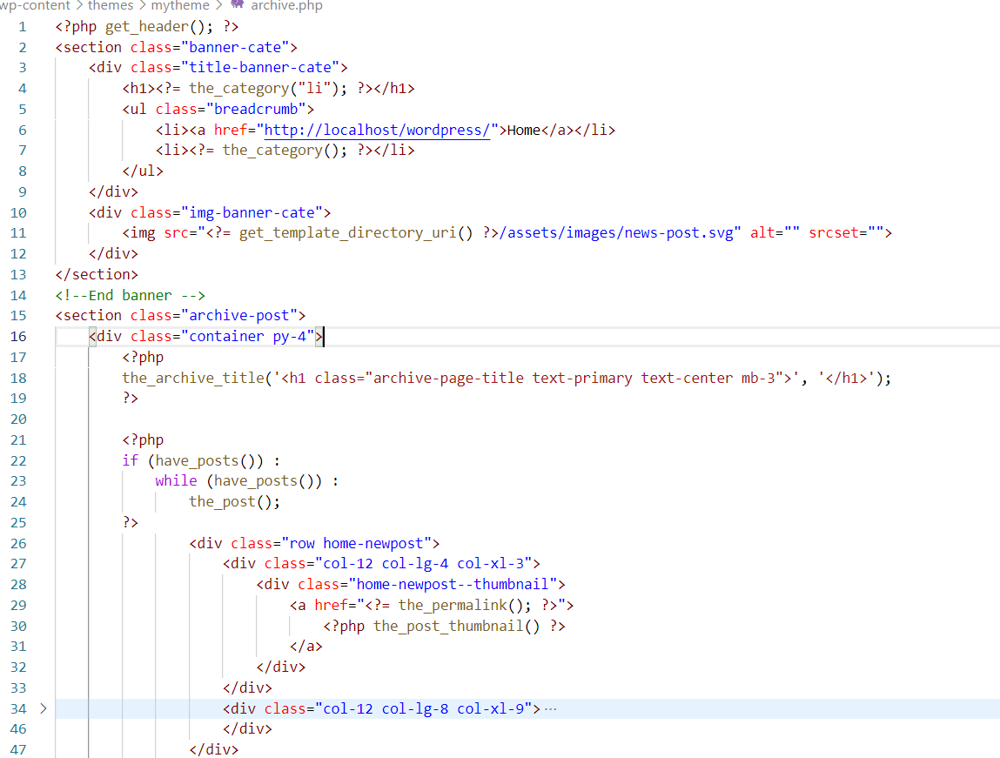 wp-content > themes > mytheme > archive.php
1 <?php get_header(); ?>
2 <section class="banner-cate">
3     <div class="title-banner-cate">
4         <h1><?= the_category("li"); ?></h1>
5         <ul class="breadcrumb">
6             <li><a href="http://localhost/wordpress/">Home</a></li>
7             <li><?= the_category(); ?></li>
8         </ul>
9     </div>
10     <div class="img-banner-cate">
11         <img src="<?= get_template_directory_uri() ?>/assets/images/news-post.svg" alt="" srcset="">
12     </div>
13 </section>
14 <!--End banner -->
15 <section class="archive-post">
16     <div class="container py-4">
17         <?php
18         the_archive_title('<h1 class="archive-page-title text-primary text-center mb-3">', '</h1>');
19         ?>
20
21         <?php
22         if (have_posts()) :
23             while (have_posts()) :
24                 the_post();
25         ?>
26                 <div class="row home-newpost">
27                     <div class="col-12 col-lg-4 col-xl-3">
28                         <div class="home-newpost--thumbnail">
29                             <a href="<?= the_permalink(); ?>">
30                                 <?php the_post_thumbnail() ?>
31                             </a>
32                         </div>
33                     </div>
34 >                   <div class="col-12 col-lg-8 col-xl-9">···
46                     </div>
47                 </div>